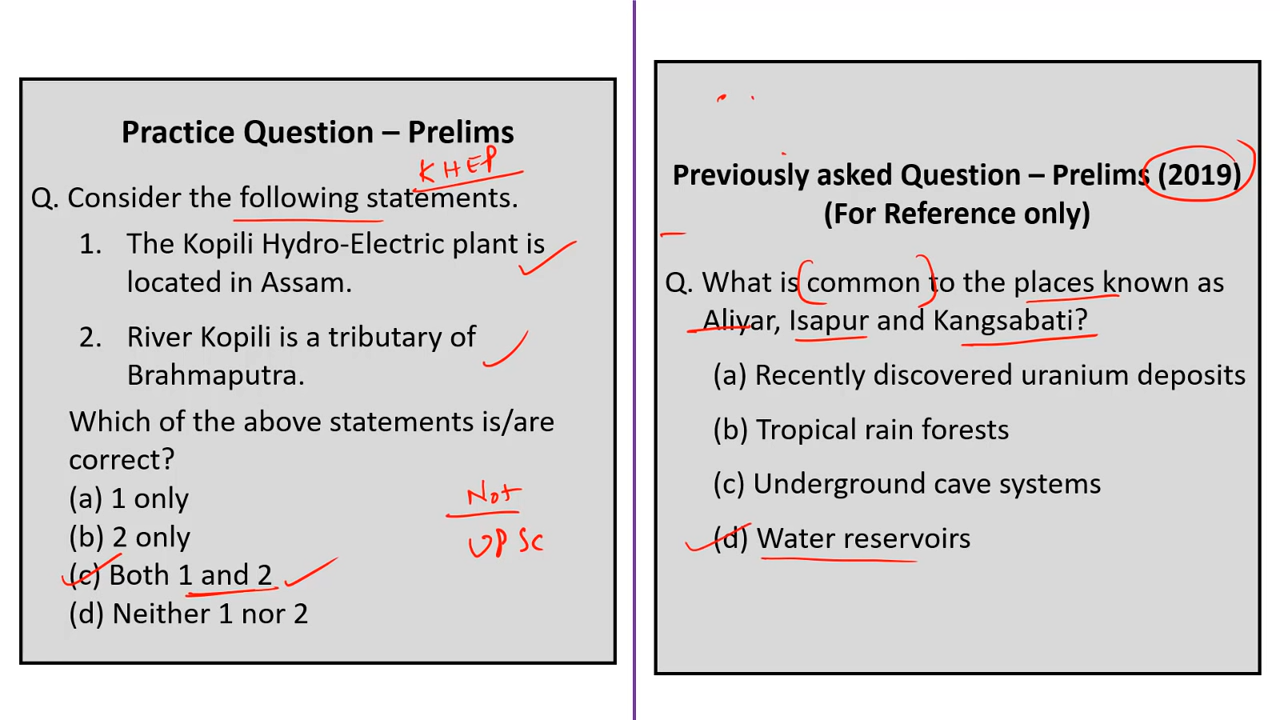 Practice Question – Prelims
KHEP
Q. Consider the following statements.
1. The Kopili Hydro-Electric plant is
located in Assam.
2. River Kopili is a tributary of
Brahmaputra.
Which of the above statements is/are
correct?
(a) 1 only
(b) 2 only
(c) Both 1 and 2
(d) Neither 1 nor 2
Not
UPSC
Previously asked Question – Prelims (2019)
(For Reference only)
Q. What is common to the places known as
Aliyar, Isapur and Kangsabati?
(a) Recently discovered uranium deposits
(b) Tropical rain forests
(c) Underground cave systems
(d) Water reservoirs